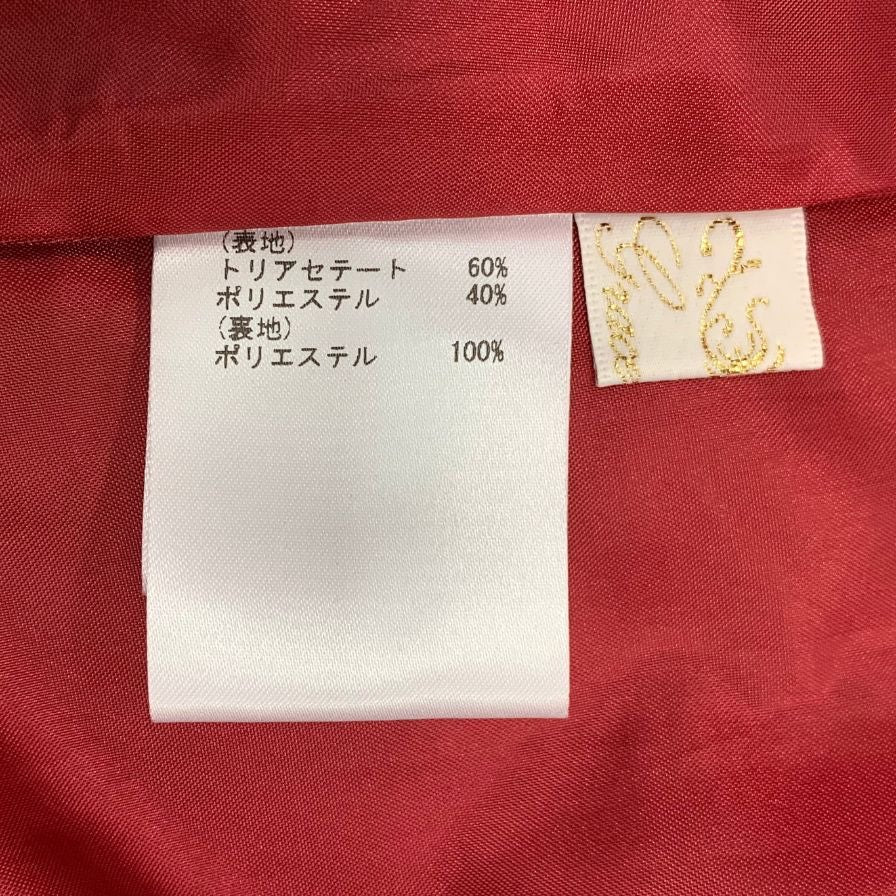 (表地)
トリアセテート 60%
ポリエステル 40%
(裏地)
ポリエステル 100%